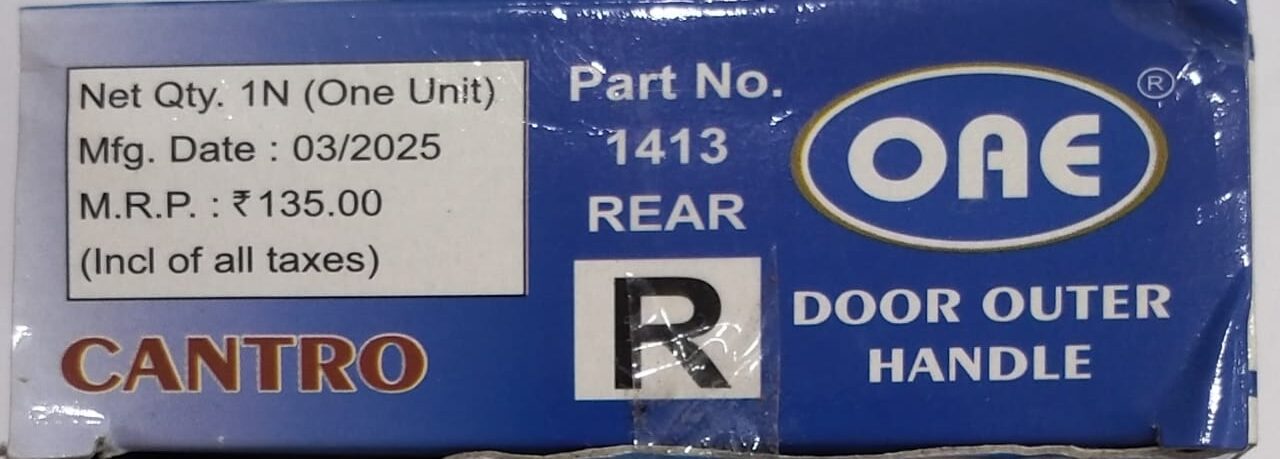 Net Qty. 1N (One Unit)
Mfg. Date : 03/2025
M.R.P. : ₹135.00
(Incl of all taxes)
CANTRO
Part No.
1413
REAR
R
OAE ®
DOOR OUTER
HANDLE